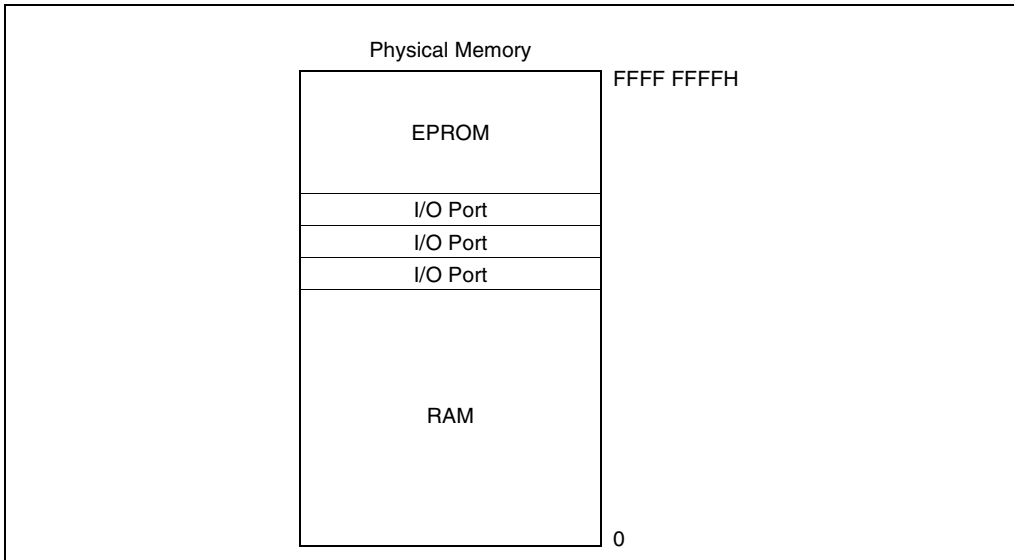 Physical Memory
FFFF FFFFH
EPROM
I/O Port
I/O Port
I/O Port
RAM
0